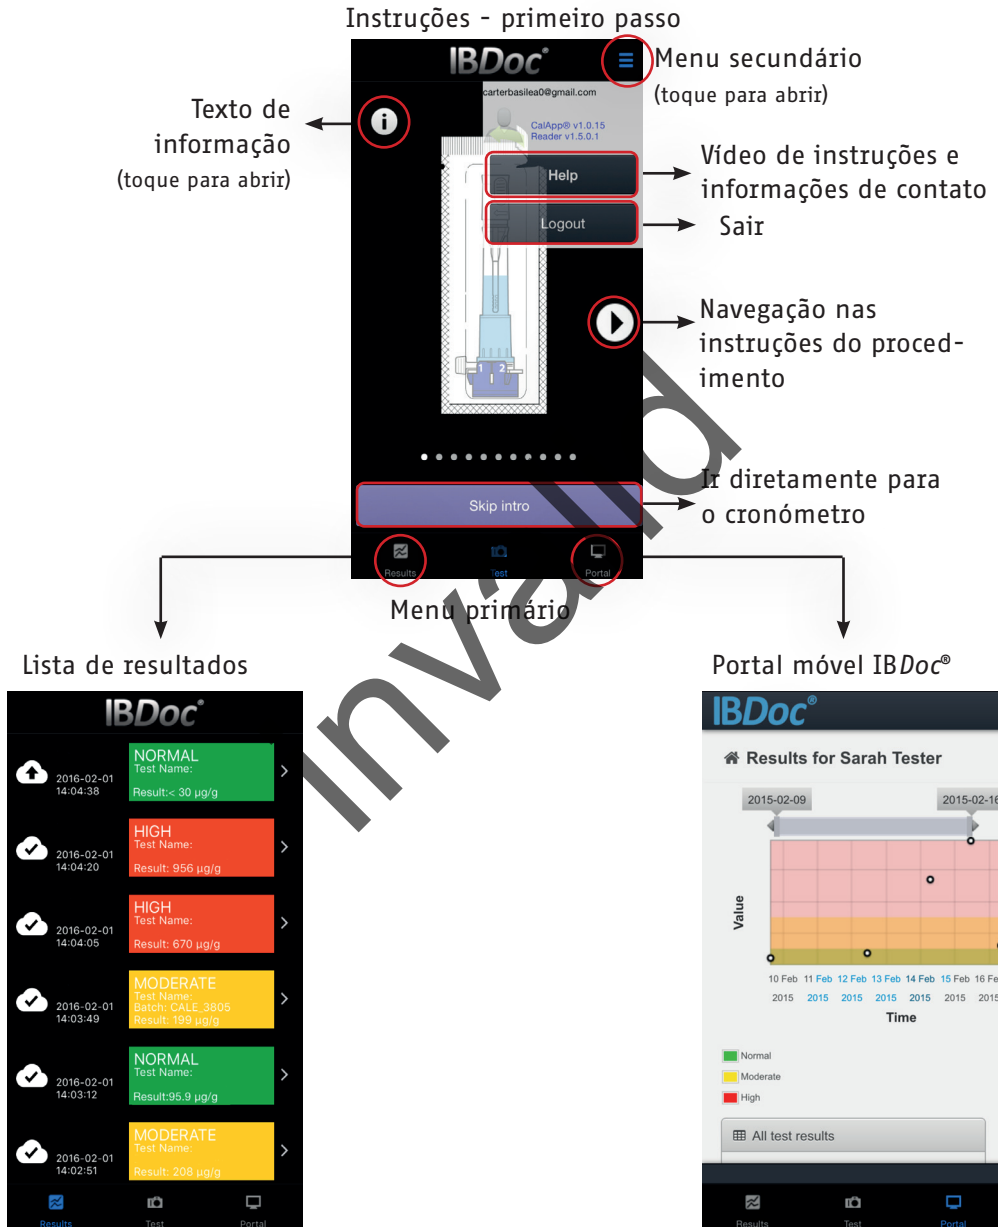 Instruções - primeiro passo
IBDoc®
Menu secundário
(toque para abrir)
carterbasilea0@gmail.com
Texto de
informação
(toque para abrir)
CalApp® v1.0.15
Reader v1.5.0.1
Help
Vídeo de instruções e
informações de contato
Logout
Sair
Navegação nas
instruções do proced-
imento
1 2
Skip intro
Ir diretamente para
o cronómetro
Results
Test
Portal
Menu primário
Invalid
Lista de resultados
IBDoc®
2016-02-01
14:04:38
NORMAL
Test Name:
Result:< 30 µg/g
2016-02-01
14:04:20
HIGH
Test Name:
Result: 956 µg/g
2016-02-01
14:04:05
HIGH
Test Name:
Result: 670 µg/g
2016-02-01
14:03:49
MODERATE
Test Name:
Batch: CALE_3805
Result: 199 µg/g
2016-02-01
14:03:12
NORMAL
Test Name:
Result:95.9 µg/g
2016-02-01
14:02:51
MODERATE
Test Name:
Result: 208 µg/g
Results
Test
Portal
Portal móvel IBDoc®
IBDoc®
Results for Sarah Tester
2015-02-09
2015-02-16
Value
10 Feb 11 Feb 12 Feb 13 Feb 14 Feb 15 Feb 16 Fe
2015 2015 2015 2015 2015 2015 2015
Time
Normal
Moderate
High
All test results
Results
Test
Portal